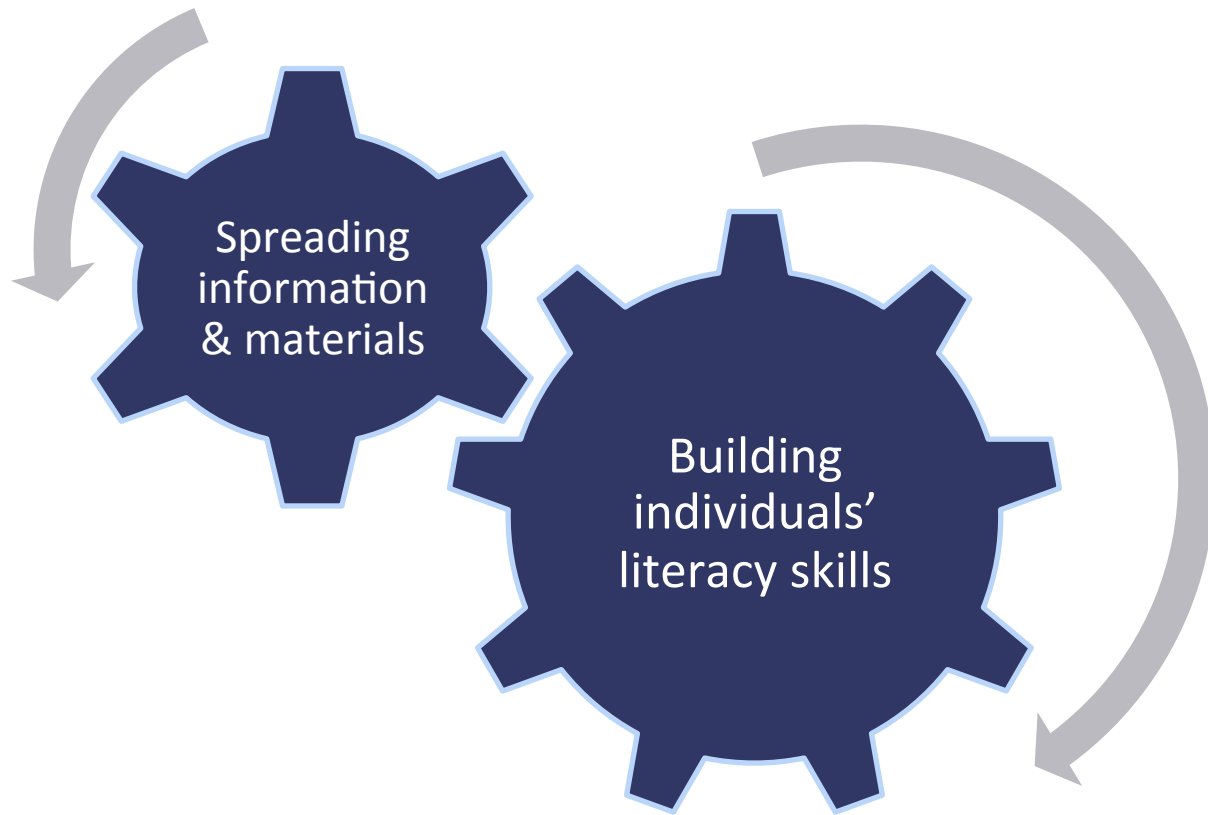 Spreading
information
& materials
Building
individuals’
literacy skills